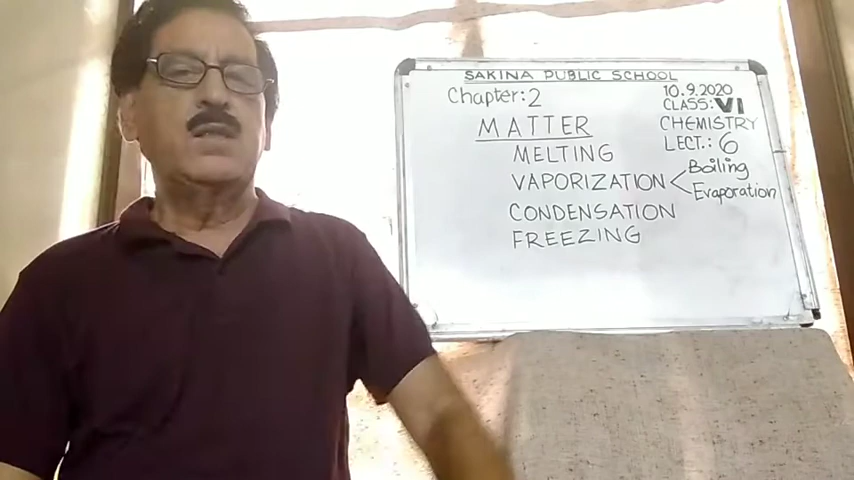 SAKINA PUBLIC SCHOOL
10.9.2020
Chapter:2
CLASS: VI
MATTER
CHEMISTRY
LECT.: 6
MELTING
VAPORIZATION
Boiling
Evaporation
CONDENSATION
FREEZING